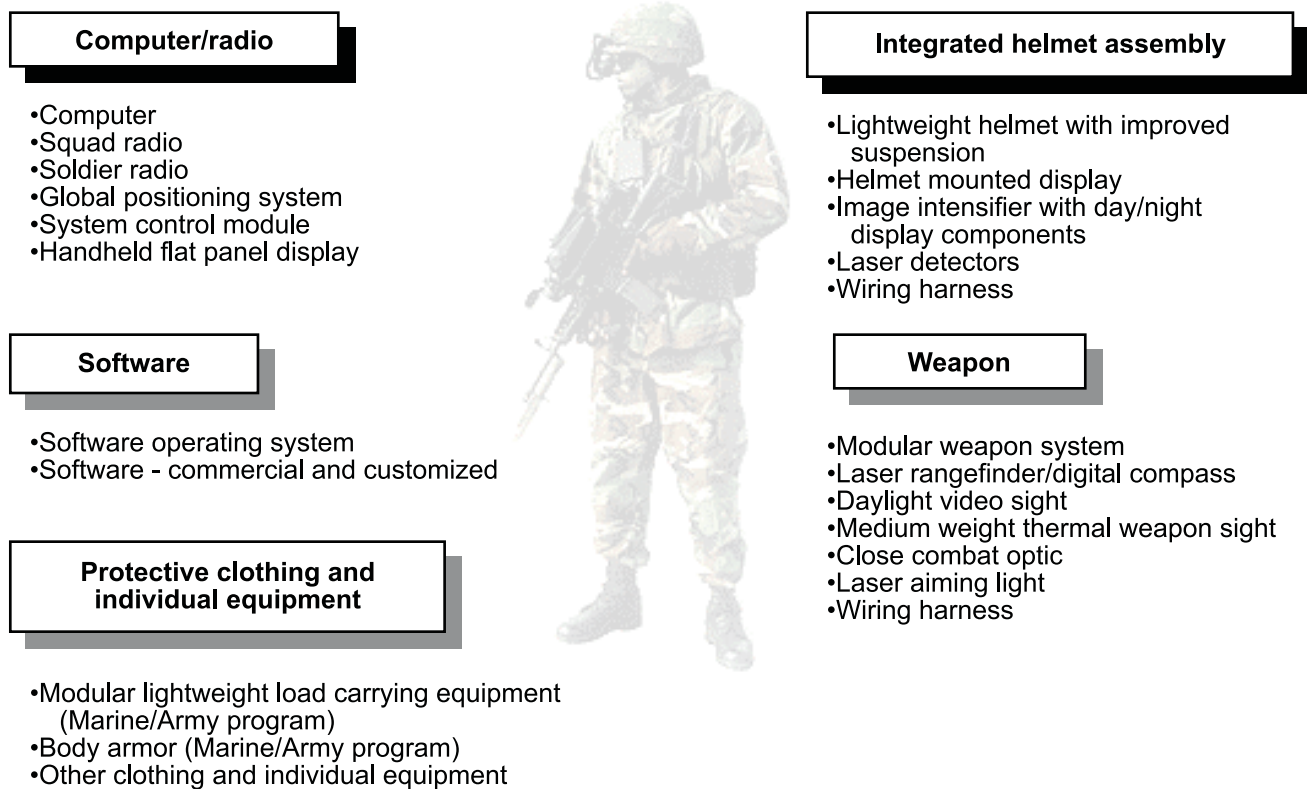 Computer/radio
•Computer
•Squad radio
•Soldier radio
•Global positioning system
•System control module
•Handheld flat panel display
Software
•Software operating system
•Software - commercial and customized
Protective clothing and
individual equipment
•Modular lightweight load carrying equipment
(Marine/Army program)
•Body armor (Marine/Army program)
•Other clothing and individual equipment
Integrated helmet assembly
•Lightweight helmet with improved
suspension
•Helmet mounted display
•Image intensifier with day/night
display components
•Laser detectors
•Wiring harness
Weapon
•Modular weapon system
•Laser rangefinder/digital compass
•Daylight video sight
•Medium weight thermal weapon sight
•Close combat optic
•Laser aiming light
•Wiring harness